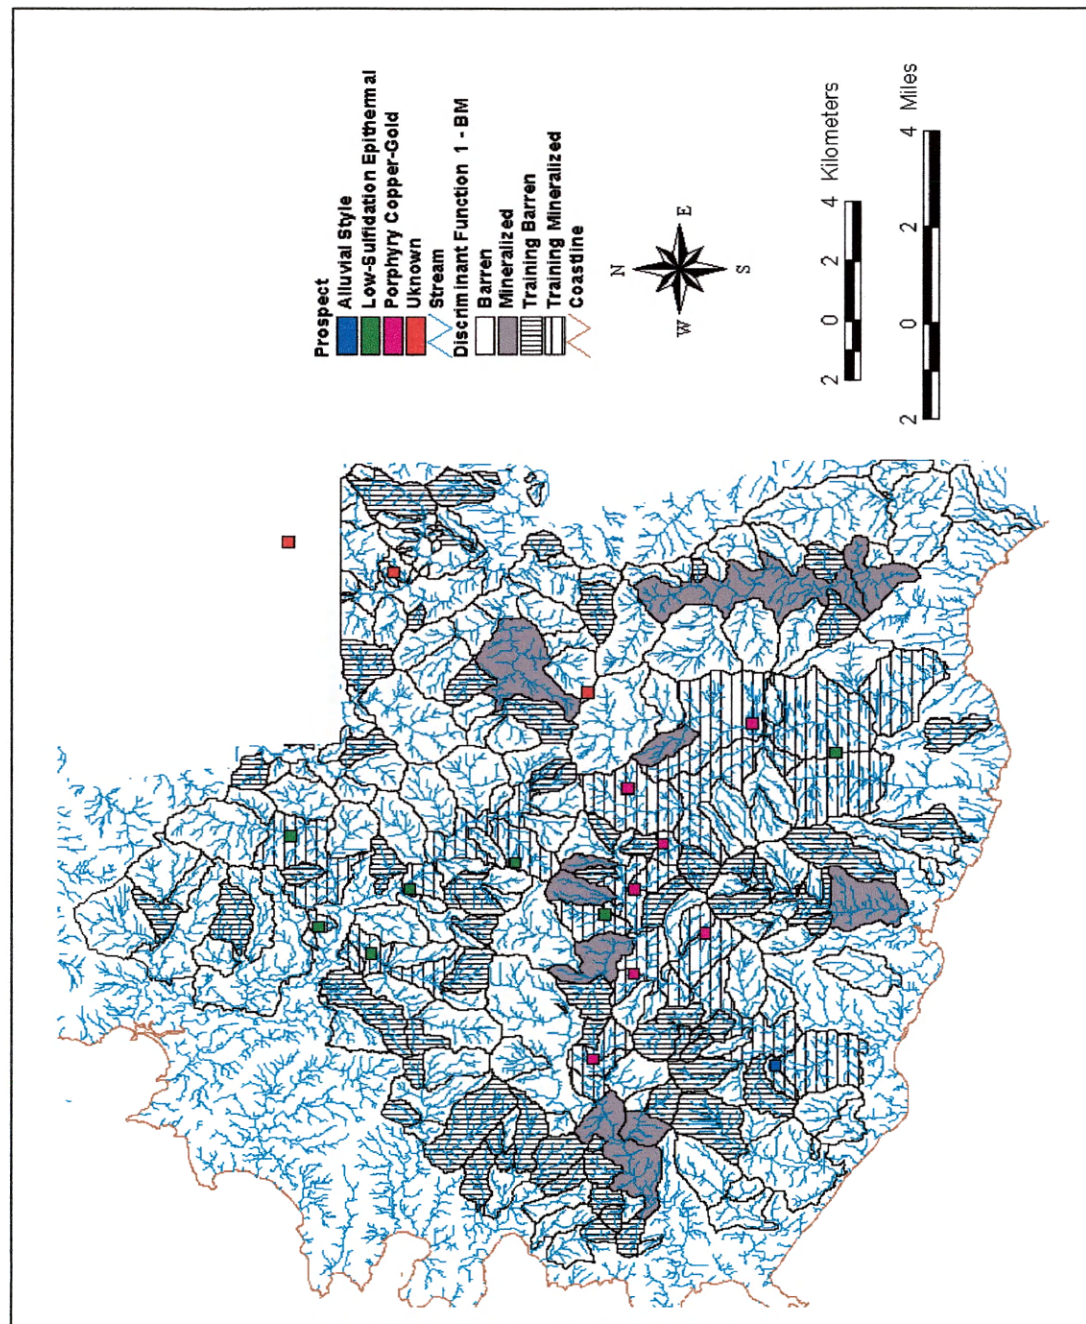 Prospect
Alluvial Style
Low-Sulfidation Epithermal
Porphyry Copper-Gold
Uknown
Stream
Discriminant Function 1 - BM
Barren
Mineralized
Training Barren
Training Mineralized
Coastline
N
W
E
S
2 0 2 4 Kilometers
2 0 2 4 Miles